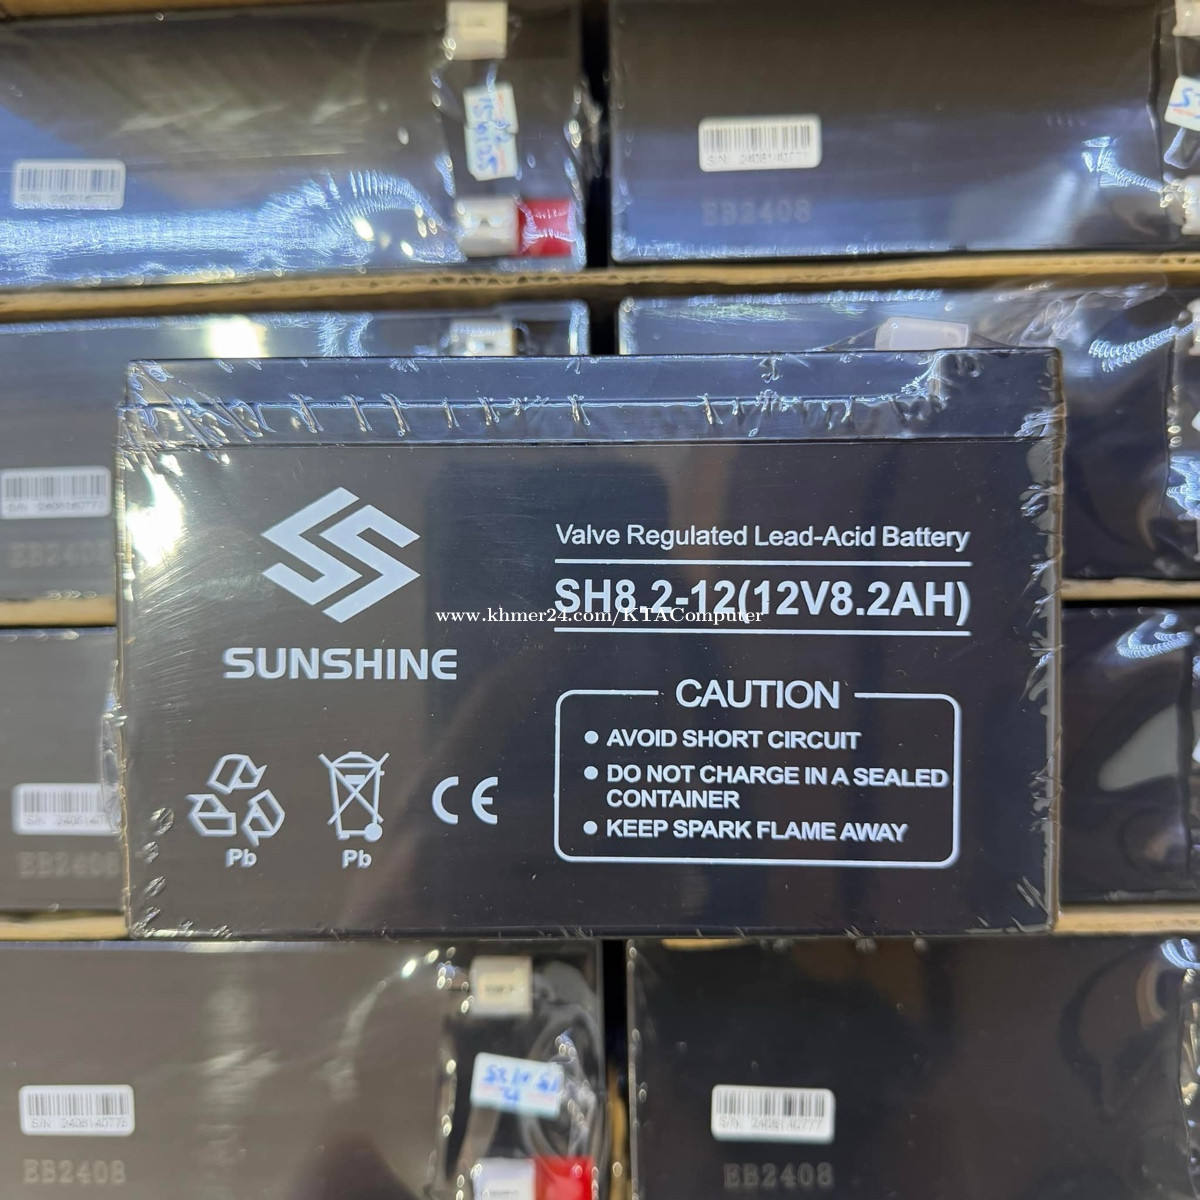 EB2408
SUNSHINE
Valve Regulated Lead-Acid Battery
SH8.2-12(12V8.2AH)
www.khmer24.com/KTAComputer
CAUTION
● AVOID SHORT CIRCUIT
● DO NOT CHARGE IN A SEALED
CONTAINER
● KEEP SPARK FLAME AWAY
Pb
Pb
CE
EB2408
EB2408
EB2408
EB2408